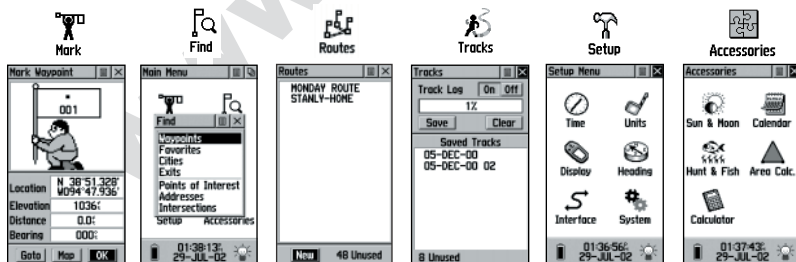 Mark
Find
Routes
Tracks
Setup
Accessories
Mark Waypoint
001
Location
N 38°51.328'
W094°47.936'
Elevation
1036f
Distance
0.0f
Bearing
000°
Goto
Map
OK
Main Menu
Find
Waypoints
Favorites
Cities
Exits
Points of Interest
Addresses
Intersections
Setup
Accessories
01:38:13
29-JUL-02
Routes
MONDAY ROUTE
STANLY-HOME
New
48 Unused
Tracks
Track Log
On
Off
1%
Save
Clear
Saved Tracks
05-DEC-00
05-DEC-00 02
8 Unused
Setup Menu
Time
Units
Display
Heading
Interface
System
01:36:56
29-JUL-02
Accessories
Sun & Moon
Calendar
Hunt & Fish
Area Calc.
Calculator
01:37:43
29-JUL-02